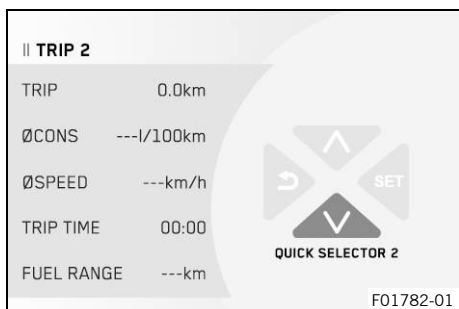 || TRIP 2
TRIP 0.0km
ØCONS ---l/100km
ØSPEED ---km/h
TRIP TIME 00:00
FUEL RANGE ---km
SET
QUICK SELECTOR 2
F01782-01